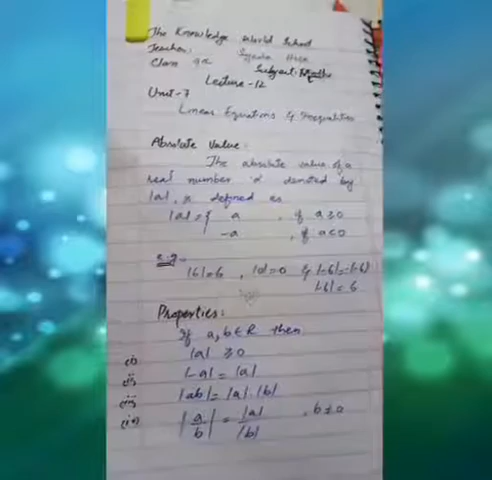 The Knowledge World School
Teacher: Syeda Hira
Class 9th Subject: Maths
Lecture - 12
Unit - 7
Linear Equations & Inequalities
Absolute Value:
The absolute value of a
real number 'a' denoted by
|a|, is defined as
|a| = { a , if a ≥ 0
-a , if a < 0
e.g.
|6| = 6 , |0| = 0 & |-6| = -(-6)
|-6| = 6
Properties:
If a, b ∈ R then
(i) |a| ≥ 0
(ii) |-a| = |a|
(iii) |ab| = |a| . |b|
(iv) |a/b| = |a|/|b| , b ≠ 0